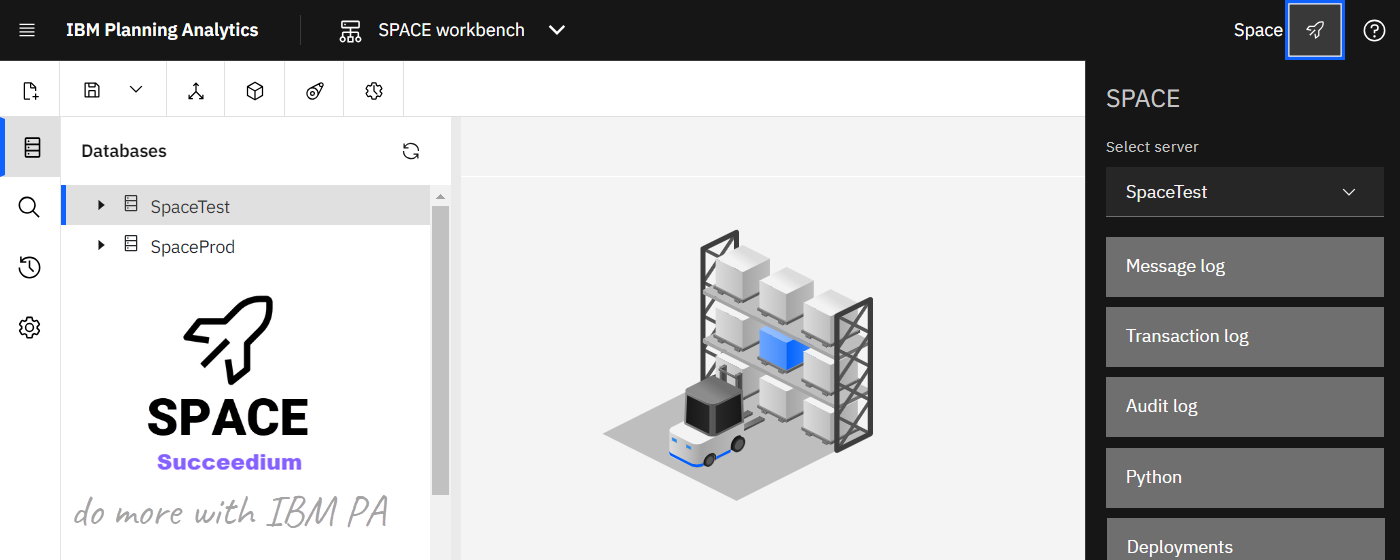 IBM Planning Analytics
SPACE workbench
Space
SPACE
Select server
SpaceTest
Message log
Transaction log
Audit log
Python
Deployments
Databases
SpaceTest
SpaceProd
SPACE
Succeedium
do more with IBM PA